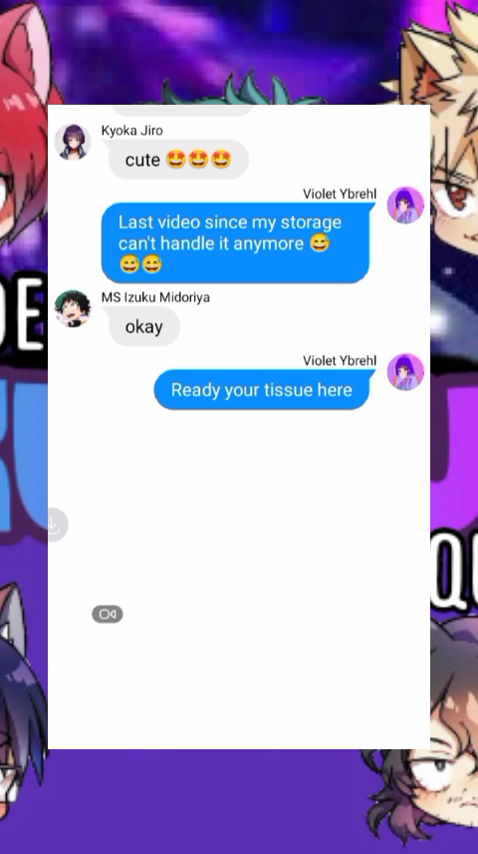 Kyoka Jiro
cute 🤩🤩🤩
Violet Ybrehl
Last video since my storage
can't handle it anymore 😅
😅😅
MS Izuku Midoriya
okay
Violet Ybrehl
Ready your tissue here